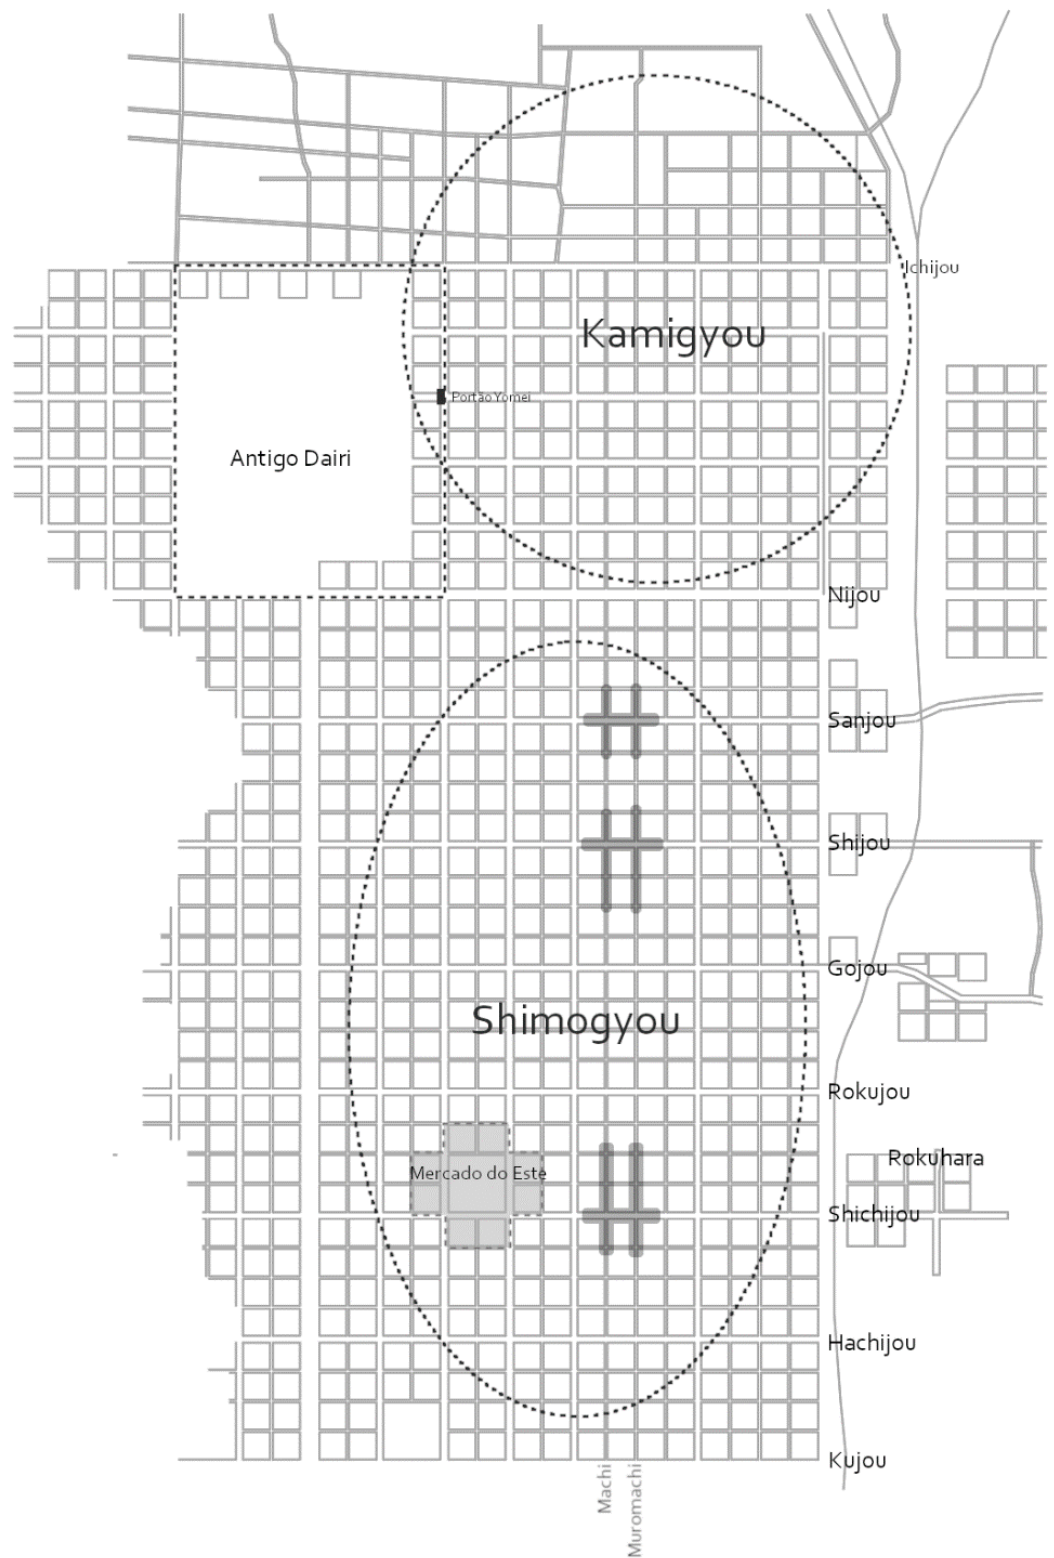 Ichijou
Kamigyou
Portão Yomei
Antigo Dairi
Nijou
Sanjou
Shijou
Gojou
Shimogyou
Rokujou
Rokuhara
Mercado do Este
Shichijou
Hachijou
Kujou
Machi
Muromachi